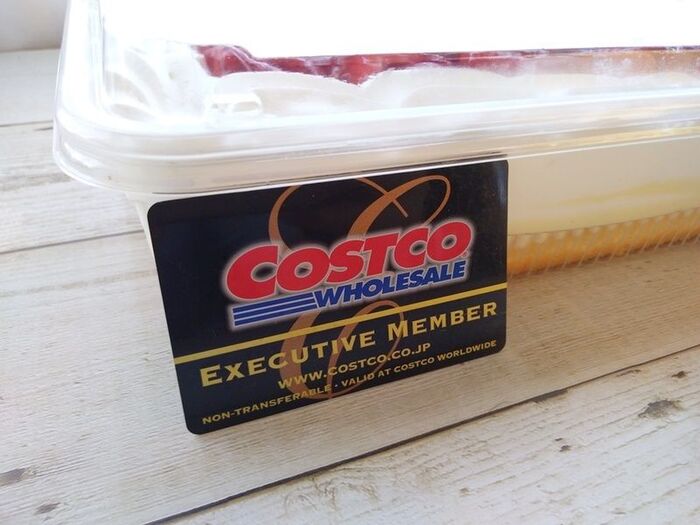 COSTCO
WHOLESALE
EXECUTIVE MEMBER
WWW.COSTCO.CO.JP
NON-TRANSFERABLE - VALID AT COSTCO WORLDWIDE